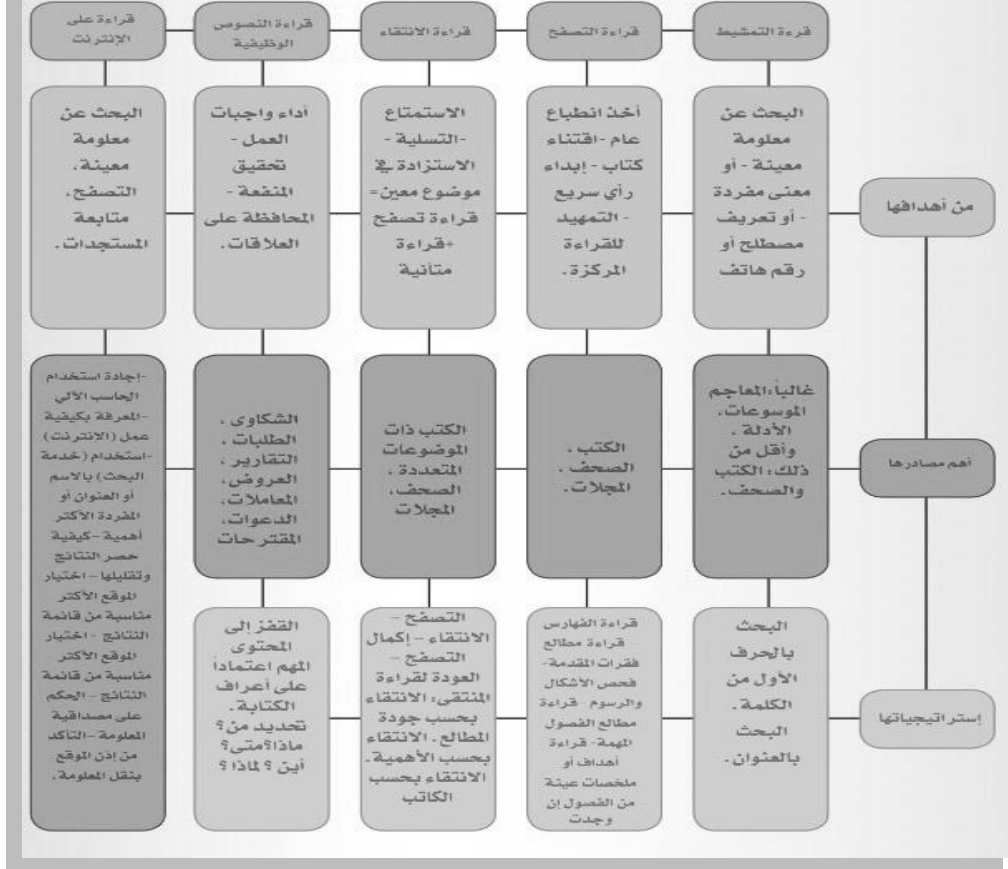 قرءة التمشيط
قراءة التصفح
قراءة الانتقاء
قراءة النصوص
الوظيفية
قراءة على
الإنترنت
من أهدافها
البحث عن
معلومة
معينة - أو
معنى مفردة
- أو تعريف
مصطلح أو
رقم هاتف
أخذ انطباع
عام - اقتناء
كتاب - إبداء
رأي سريع
- التمهيد
للقراءة
المركزة.
الاستمتاع
-التسلية -
الاستزادة في
موضوع معين=
قراءة تصفح
+قراءة
متأنية
أداء واجبات
العمل -
تحقيق
المنفعة -
المحافظة على
العلاقات.
البحث عن
معلومة
معينة،
التصفح،
متابعة
المستجدات.
أهم مصادرها
غالباً:المعاجم
الموسوعات،
الأدلة ،
وأقل من
ذلك: الكتب
والصحف.
الكتب ،
الصحف ،
المجلات.
الكتب ذات
الموضوعات
المتعددة ،
الصحف،
المجلات
الشكاوى ،
الطلبات ،
التقارير ،
العروض،
المعاملات،
الدعوات،
المقترحات
-إجادة استخدام
الحاسب الآلي
-المعرفة بكيفية
عمل (الإنترنت)
-استخدام (خدمة
البحث) بالاسم
أو العنوان أو
المفردة الأكثر
أهمية -كيفية
حصر النتائج
وتقليلها - اختيار
الموقع الأكثر
مناسبة من قائمة
النتائج - اختيار
الموقع الأكثر
مناسبة من قائمة
النتائج - الحكم
على مصداقية
المعلومة -التأكد
من إذن الموقع
بنقل المعلومة.
إستراتيجياتها
البحث
بالحرف
الأول من
الكلمة.
البحث
بالعنوان.
قراءة الفهارس
- قراءة مطالع
فقرات المقدمة-
فحص الأشكال
والرسوم - قراءة
مطالع الفصول
المهمة- قراءة
أهداف أو
ملخصات عينة
من الفصول إن
وجدت
التصفح -
الانتقاء - إكمال
التصفح -
العودة لقراءة
المنتقى: الانتقاء
بحسب جودة
المطالع. الانتقاء
بحسب الأهمية.
الانتقاء بحسب
الكاتب
القفز إلى
المحتوى
المهم اعتماداً
على أعراف
الكتابة.
تحديد من؟
ماذا؟متى؟
أين ؟ لماذا ؟